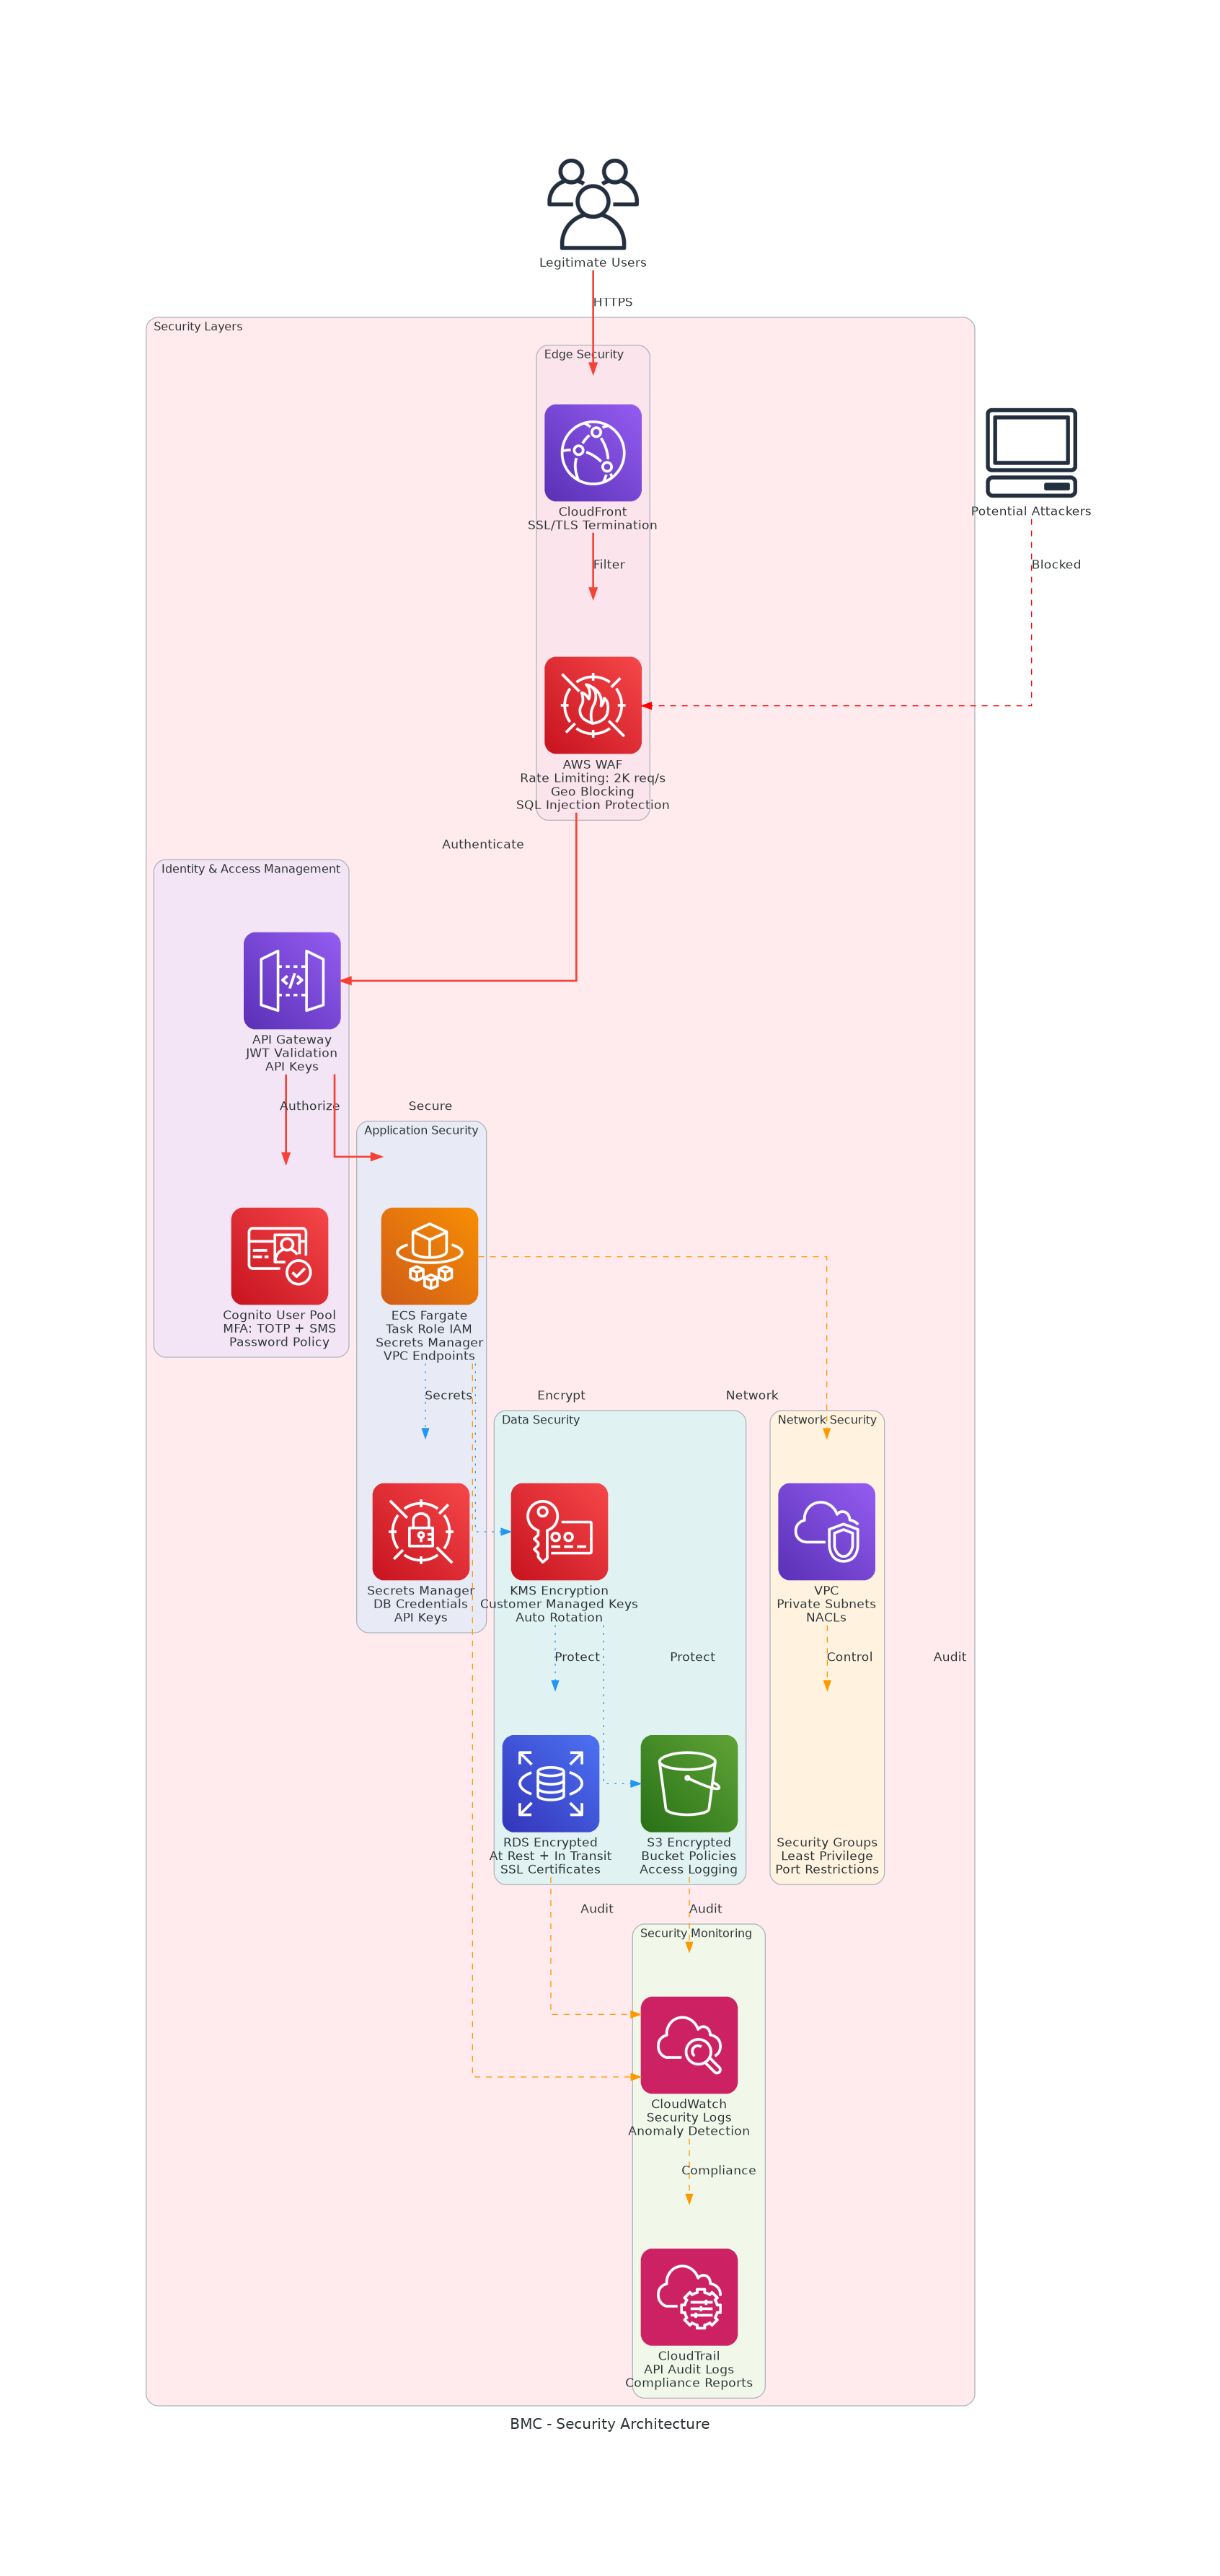 Legitimate Users
HTTPS
Security Layers
Edge Security
CloudFront
SSL/TLS Termination
Potential Attackers
Filter
Blocked
AWS WAF
Rate Limiting: 2K req/s
Geo Blocking
SQL Injection Protection
Authenticate
Identity & Access Management
API Gateway
JWT Validation
API Keys
Authorize
Secure
Application Security
Cognito User Pool
MFA: TOTP + SMS
Password Policy
ECS Fargate
Task Role IAM
Secrets Manager
VPC Endpoints
Secrets
Encrypt
Network
Data Security
Network Security
Secrets Manager
DB Credentials
API Keys
KMS Encryption
Customer Managed Keys
Auto Rotation
VPC
Private Subnets
NACLs
Protect
Protect
Control
Audit
RDS Encrypted
At Rest + In Transit
SSL Certificates
S3 Encrypted
Bucket Policies
Access Logging
Security Groups
Least Privilege
Port Restrictions
Audit
Audit
Security Monitoring
CloudWatch
Security Logs
Anomaly Detection
Compliance
CloudTrail
API Audit Logs
Compliance Reports
BMC - Security Architecture